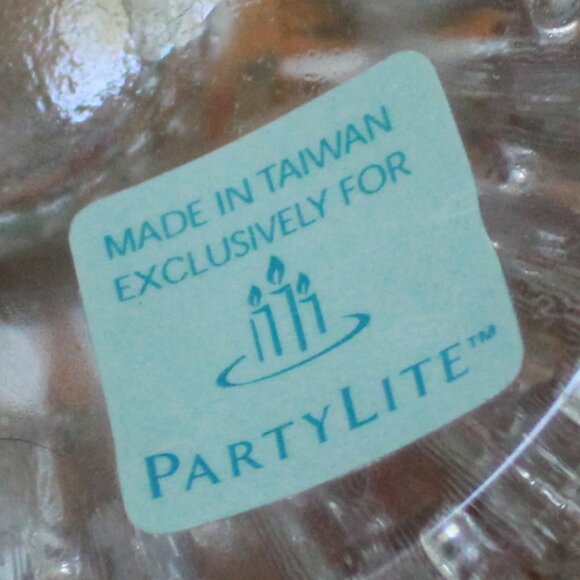 MADE IN TAIWAN
EXCLUSIVELY FOR
PARTYLITE™